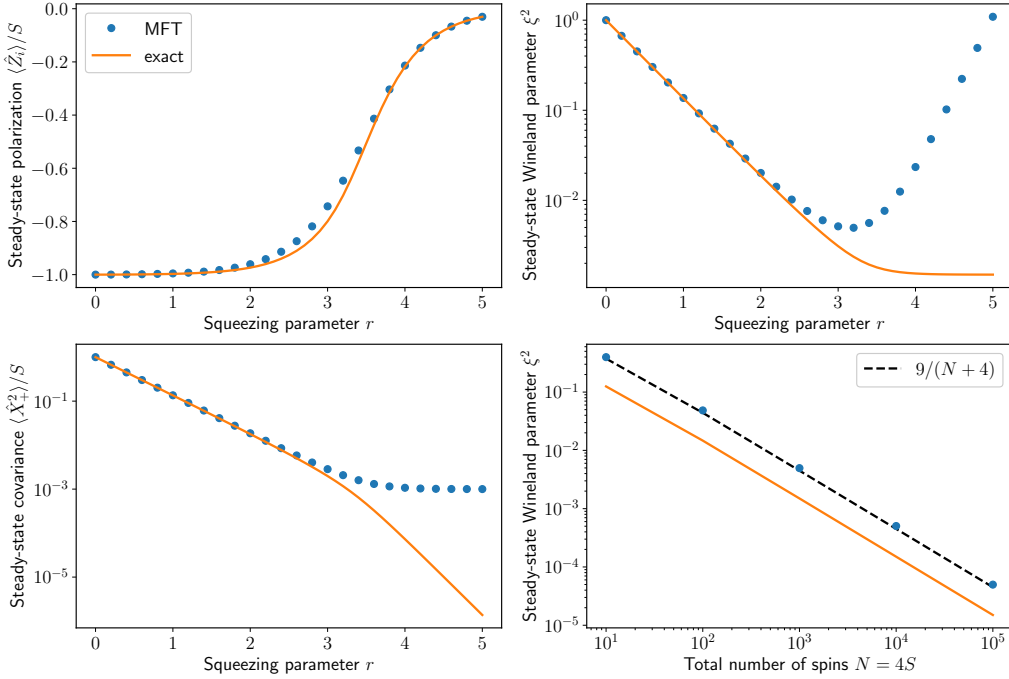 Steady-state polarization ⟨Ẑᵢ⟩/S
0.0
−0.2
−0.4
−0.6
−0.8
−1.0
MFT
exact
0 1 2 3 4 5
Squeezing parameter r
Steady-state Wineland parameter ξ²
10⁰
10⁻¹
10⁻²
0 1 2 3 4 5
Squeezing parameter r
Steady-state covariance ⟨X̂₊²⟩/S
10⁻¹
10⁻³
10⁻⁵
0 1 2 3 4 5
Squeezing parameter r
Steady-state Wineland parameter ξ²
10⁻¹
10⁻²
10⁻³
10⁻⁴
10⁻⁵
9/(N + 4)
10¹ 10² 10³ 10⁴ 10⁵
Total number of spins N = 4S